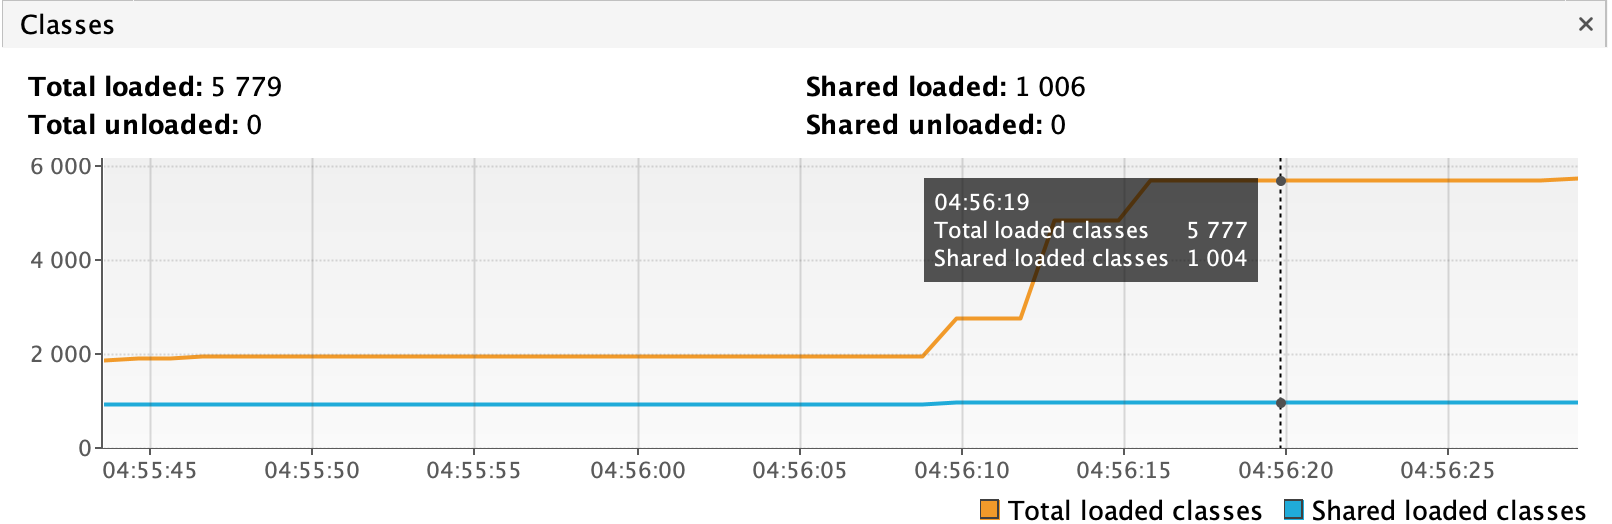 Classes ×
Total loaded: 5 779 Shared loaded: 1 006
Total unloaded: 0 Shared unloaded: 0
6 000
4 000
2 000
0
04:56:19
Total loaded classes 5 777
Shared loaded classes 1 004
04:55:45 04:55:50 04:55:55 04:56:00 04:56:05 04:56:10 04:56:15 04:56:20 04:56:25
Total loaded classes Shared loaded classes